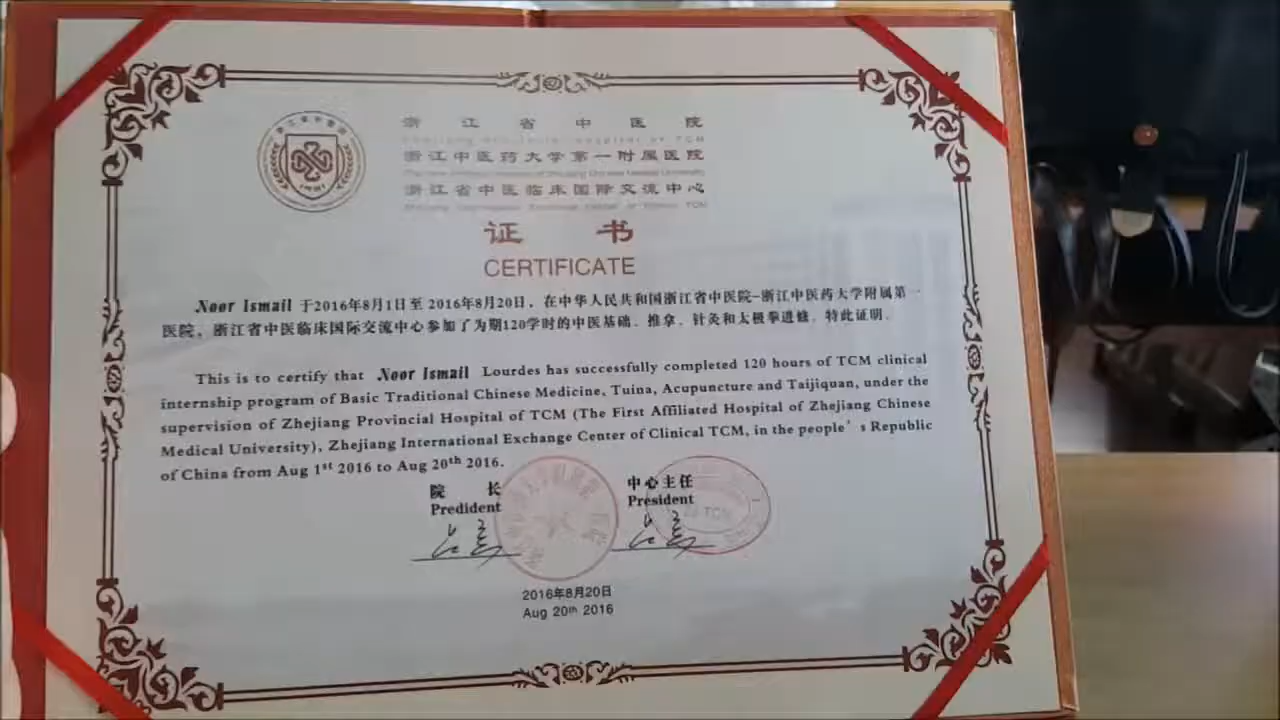 浙江省中医院
浙江中医药大学第一附属医院
浙江省中医临床国际交流中心
证 书
CERTIFICATE
Noor Ismail 于2016年8月1日至 2016年8月20日，在中华人民共和国浙江省中医院-浙江中医药大学附属第一
医院，浙江省中医临床国际交流中心参加了为期120学时的中医基础、推拿、针灸和太极拳进修，特此证明。
This is to certify that Noor Ismail Lourdes has successfully completed 120 hours of TCM clinical
internship program of Basic Traditional Chinese Medicine, Tuina, Acupuncture and Taijiquan, under the
supervision of Zhejiang Provincial Hospital of TCM (The First Affiliated Hospital of Zhejiang Chinese
Medical University), Zhejiang International Exchange Center of Clinical TCM, in the people's Republic
of China from Aug 1st 2016 to Aug 20th 2016.
院 长 中心主任
Predident President
2016年8月20日
Aug 20th 2016